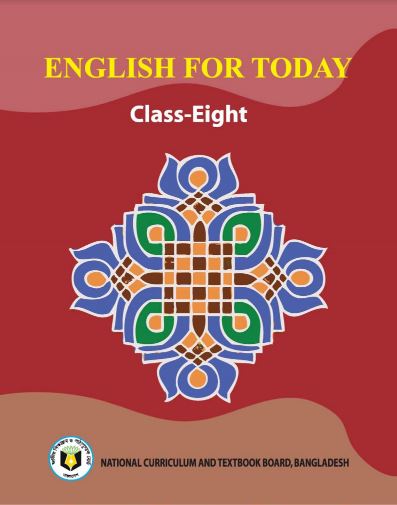 ENGLISH FOR TODAY
Class-Eight
NATIONAL CURRICULUM AND TEXTBOOK BOARD, BANGLADESH